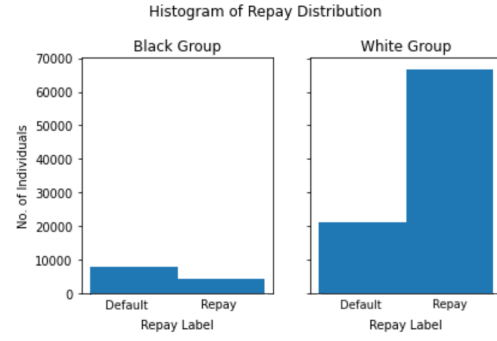 Histogram of Repay Distribution
Black Group
White Group
No. of Individuals
70000
60000
50000
40000
30000
20000
10000
0
Default Repay
Default Repay
Repay Label
Repay Label